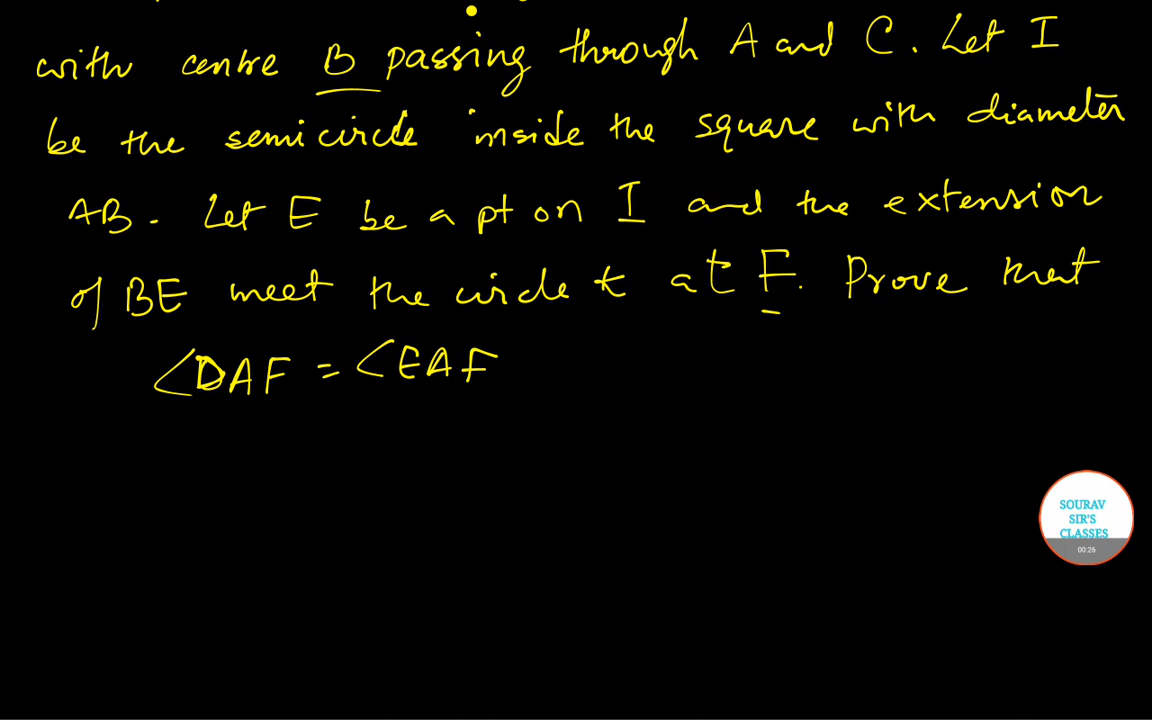 with centre B passing through A and C. Let I
be the semicircle inside the square with diameter
AB. Let E be a pt on I and the extension
of BE meet the circle k at F. Prove that
∠DAF = ∠EAF
SOURAV
SIR'S
CLASSES
00:26